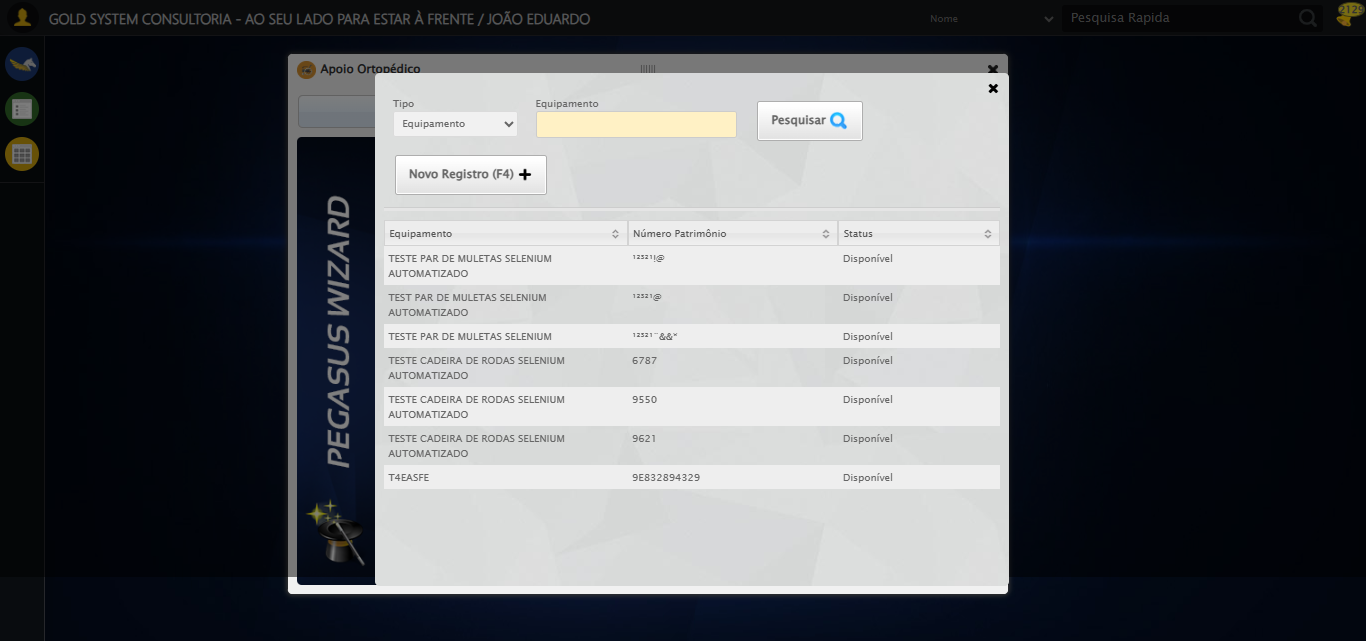 GOLD SYSTEM CONSULTORIA - AO SEU LADO PARA ESTAR À FRENTE / JOÃO EDUARDO
Nome
Pesquisa Rapida
2129
Apoio Ortopédico
Tipo
Equipamento
Equipamento
Pesquisar
Novo Registro (F4)
PEGASUS WIZARD
Equipamento Número Patrimônio Status
TESTE PAR DE MULETAS SELENIUM ¹²³²¹!@ Disponível
AUTOMATIZADO
TEST PAR DE MULETAS SELENIUM ¹²³²¹@ Disponível
AUTOMATIZADO
TESTE PAR DE MULETAS SELENIUM ¹²³²¹¨&&* Disponível
TESTE CADEIRA DE RODAS SELENIUM 6787 Disponível
AUTOMATIZADO
TESTE CADEIRA DE RODAS SELENIUM 9550 Disponível
AUTOMATIZADO
TESTE CADEIRA DE RODAS SELENIUM 9621 Disponível
AUTOMATIZADO
T4EASFE 9E832894329 Disponível